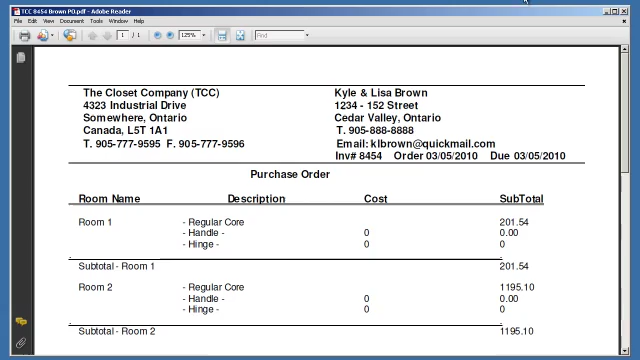 TCC 8454 Brown PO.pdf - Adobe Reader
File Edit View Document Tools Window Help
1 / 1 125% Find
The Closet Company (TCC) Kyle & Lisa Brown
4323 Industrial Drive 1234 - 152 Street
Somewhere, Ontario Cedar Valley, Ontario
Canada, L5T 1A1 T. 905-888-8888
T. 905-777-9595 F. 905-777-9596 Email: klbrown@quickmail.com
Inv# 8454 Order 03/05/2010 Due 03/05/2010
Purchase Order
Room Name Description Cost SubTotal
Room 1 - Regular Core 201.54
- Handle - 0 0.00
- Hinge - 0 0
Subtotal - Room 1 201.54
Room 2 - Regular Core 1195.10
- Handle - 0 0.00
- Hinge - 0 0
Subtotal - Room 2 1195.10